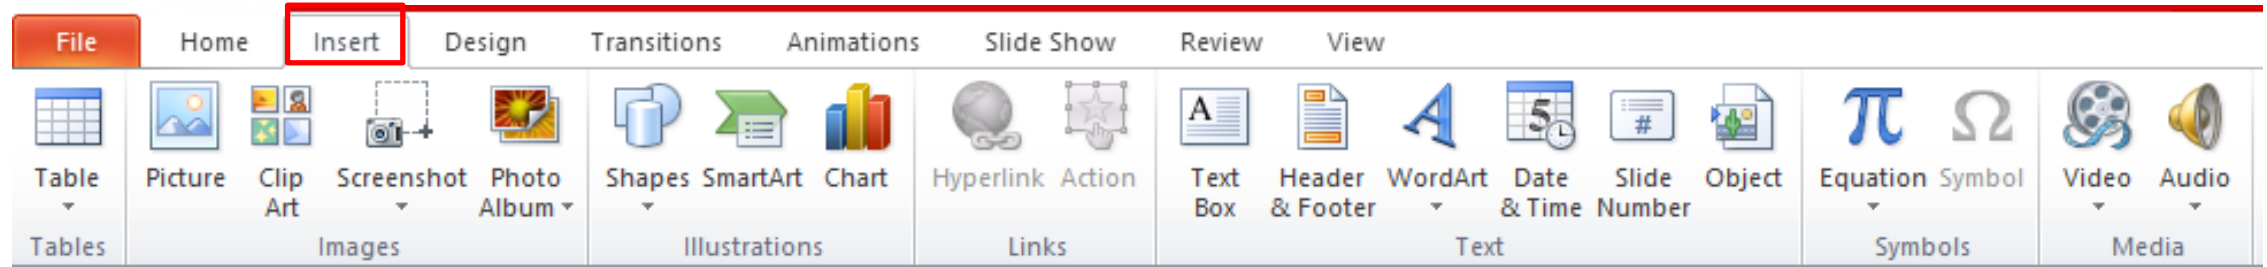 File Home Insert Design Transitions Animations Slide Show Review View
A 5 # π Ω
Table Picture Clip Art Screenshot Photo Album Shapes SmartArt Chart Hyperlink Action Text Box Header & Footer WordArt Date & Time Slide Number Object Equation Symbol Video Audio
Tables Images Illustrations Links Text Symbols Media